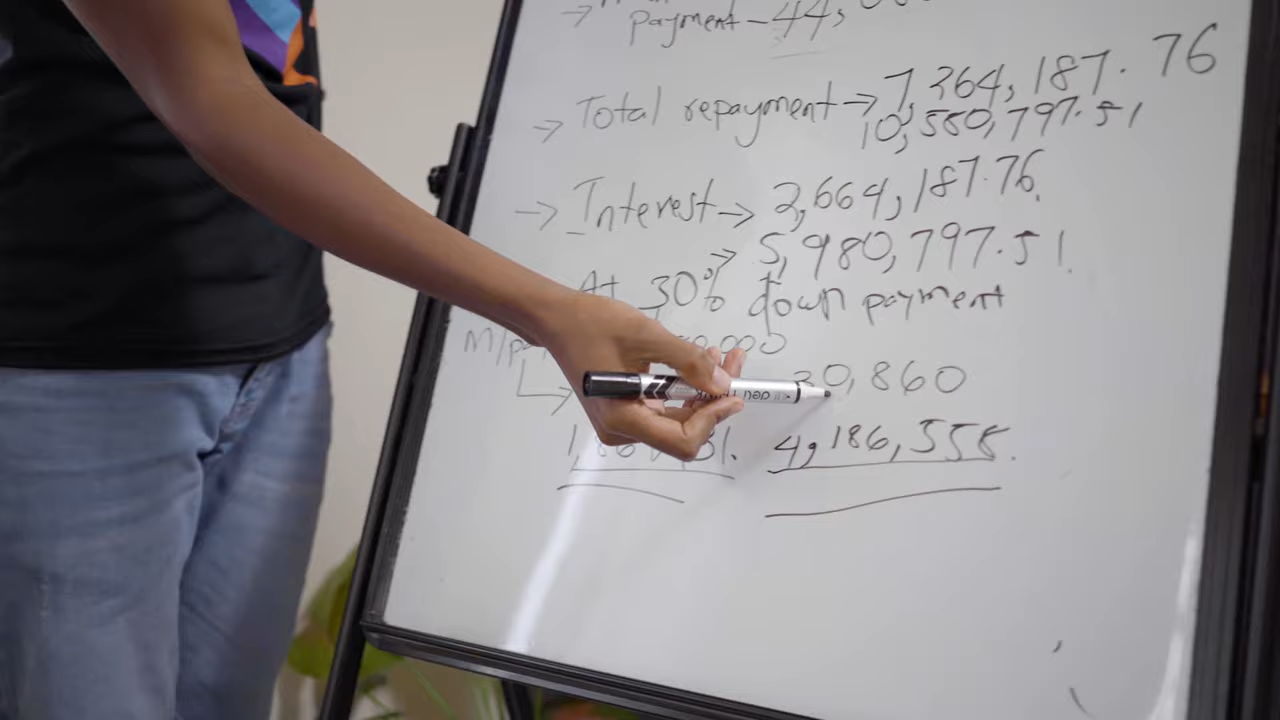 → payment – 44,
→ Total repayment → 7,264,187.76
10,580,797.51
→ Interest → 2,664,187.76.
→ 5,980,797.51.
At 30% down payment
30,860
4,186,558.
deli